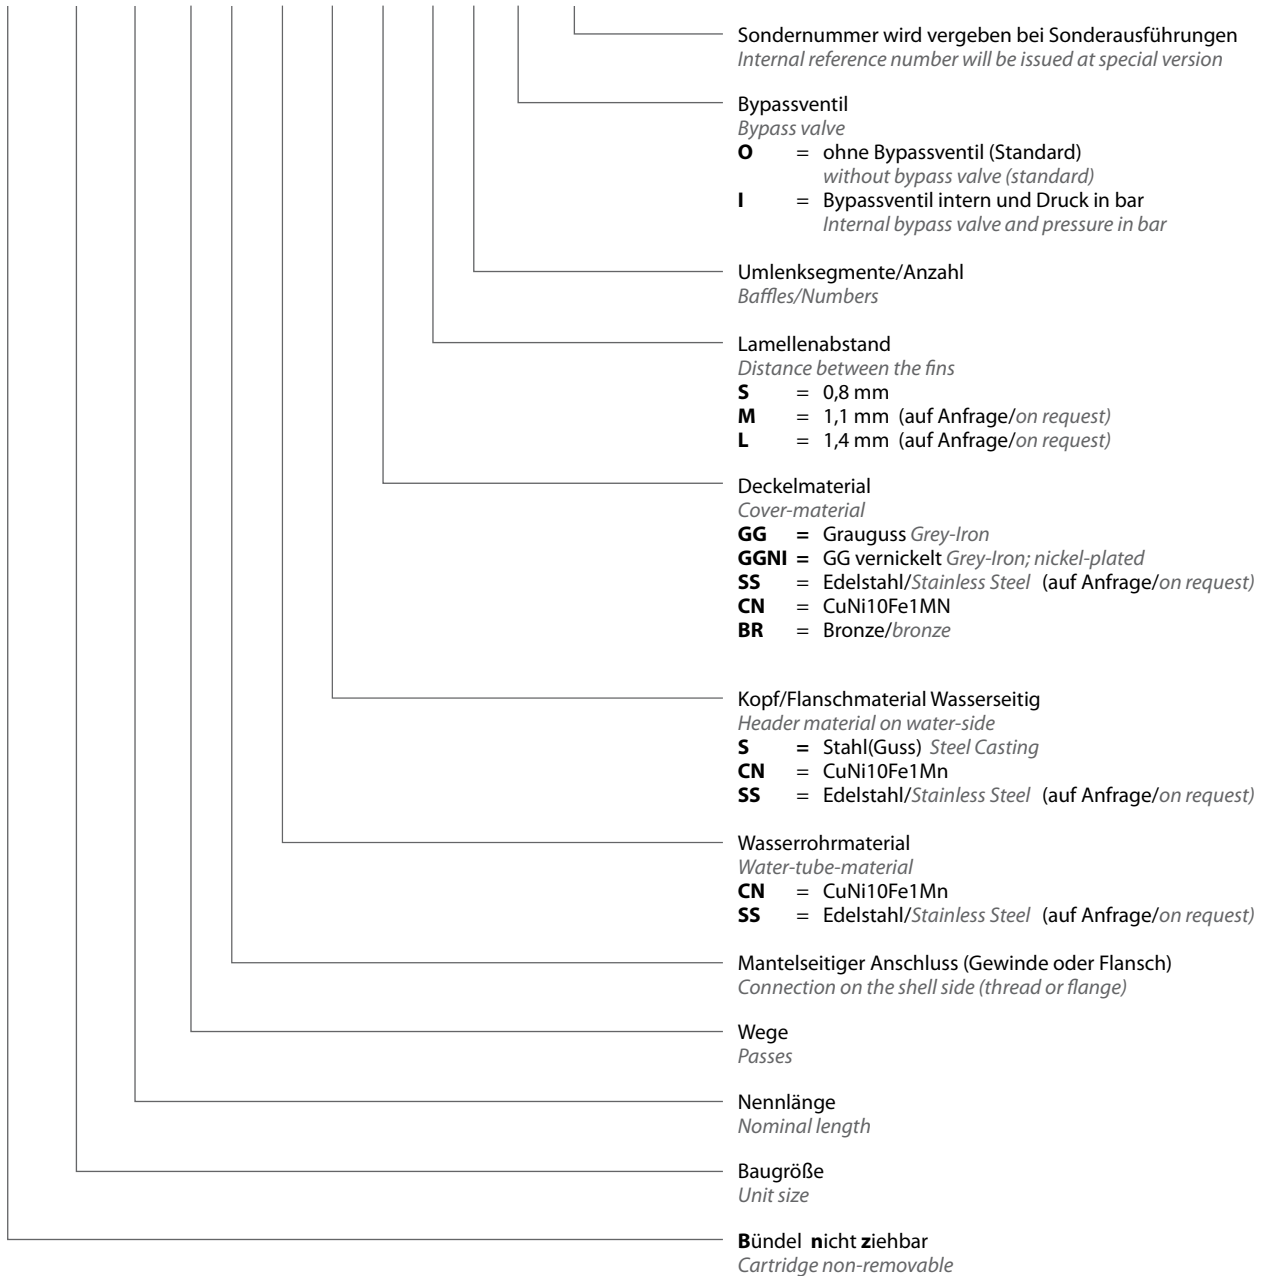 Sondernummer wird vergeben bei Sonderausführungen
Internal reference number will be issued at special version
Bypassventil
Bypass valve
O = ohne Bypassventil (Standard)
without bypass valve (standard)
I = Bypassventil intern und Druck in bar
Internal bypass valve and pressure in bar
Umlenksegmente/Anzahl
Baffles/Numbers
Lamellenabstand
Distance between the fins
S = 0,8 mm
M = 1,1 mm (auf Anfrage/on request)
L = 1,4 mm (auf Anfrage/on request)
Deckelmaterial
Cover-material
GG = Grauguss Grey-Iron
GGNI = GG vernickelt Grey-Iron; nickel-plated
SS = Edelstahl/Stainless Steel (auf Anfrage/on request)
CN = CuNi10Fe1MN
BR = Bronze/bronze
Kopf/Flanschmaterial Wasserseitig
Header material on water-side
S = Stahl(Guss) Steel Casting
CN = CuNi10Fe1Mn
SS = Edelstahl/Stainless Steel (auf Anfrage/on request)
Wasserrohrmaterial
Water-tube-material
CN = CuNi10Fe1Mn
SS = Edelstahl/Stainless Steel (auf Anfrage/on request)
Mantelseitiger Anschluss (Gewinde oder Flansch)
Connection on the shell side (thread or flange)
Wege
Passes
Nennlänge
Nominal length
Baugröße
Unit size
Bündel nicht ziehbar
Cartridge non-removable